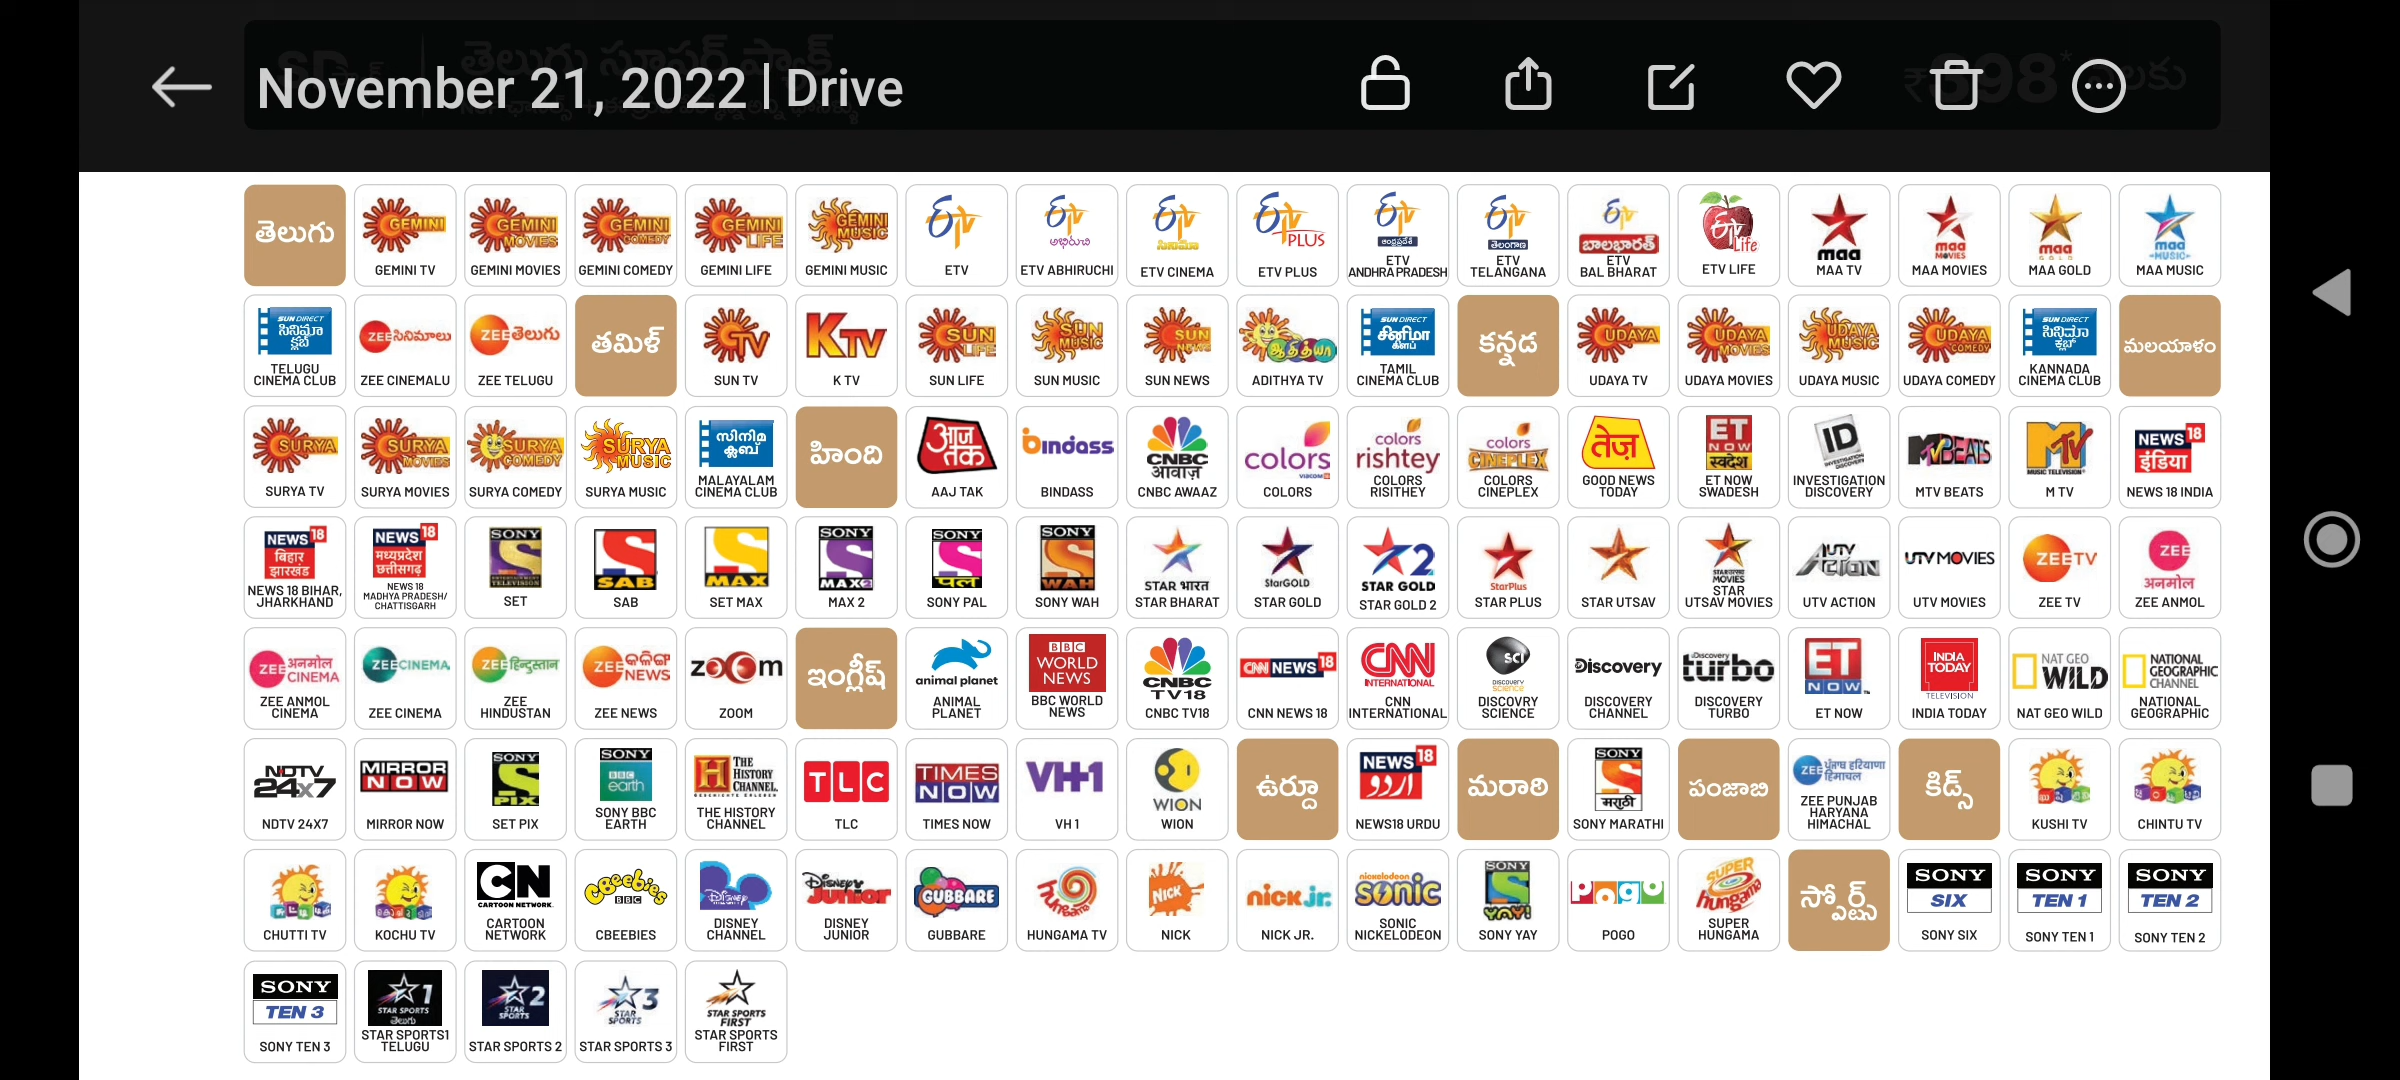 November 21, 2022 | Drive
తెలుగు
GEMINI TV
GEMINI MOVIES
GEMINI COMEDY
GEMINI LIFE
GEMINI MUSIC
ETV
ETV ABHIRUCHI
ETV CINEMA
ETV PLUS
ETV ANDHRA PRADESH
ETV TELANGANA
ETV BAL BHARAT
ETV LIFE
MAA TV
MAA MOVIES
MAA GOLD
MAA MUSIC
TELUGU CINEMA CLUB
ZEE CINEMALU
ZEE TELUGU
తమిళ్
SUN TV
K TV
SUN LIFE
SUN MUSIC
SUN NEWS
ADITHYA TV
TAMIL CINEMA CLUB
కన్నడ
UDAYA TV
UDAYA MOVIES
UDAYA MUSIC
UDAYA COMEDY
KANNADA CINEMA CLUB
మలయాళం
SURYA TV
SURYA MOVIES
SURYA COMEDY
SURYA MUSIC
MALAYALAM CINEMA CLUB
హింది
AAJ TAK
BINDASS
CNBC AWAAZ
COLORS
COLORS RISITHEY
COLORS CINEPLEX
GOOD NEWS TODAY
ET NOW SWADESH
INVESTIGATION DISCOVERY
MTV BEATS
M TV
NEWS 18 INDIA
NEWS 18 BIHAR, JHARKHAND
NEWS 18 MADHYA PRADESH/ CHATTISGARH
SET
SAB
SET MAX
MAX 2
SONY PAL
SONY WAH
STAR BHARAT
STAR GOLD
STAR GOLD 2
STAR PLUS
STAR UTSAV
STAR UTSAV MOVIES
UTV ACTION
UTV MOVIES
ZEE TV
ZEE ANMOL
ZEE ANMOL CINEMA
ZEE CINEMA
ZEE HINDUSTAN
ZEE NEWS
ZOOM
ఇంగ్లీష్
ANIMAL PLANET
BBC WORLD NEWS
CNBC TV18
CNN NEWS 18
CNN INTERNATIONAL
DISCOVRY SCIENCE
DISCOVERY CHANNEL
DISCOVERY TURBO
ET NOW
INDIA TODAY
NAT GEO WILD
NATIONAL GEOGRAPHIC
NDTV 24X7
MIRROR NOW
SET PIX
SONY BBC EARTH
THE HISTORY CHANNEL
TLC
TIMES NOW
VH 1
WION
ఉర్దూ
NEWS18 URDU
మరాఠి
SONY MARATHI
పంజాబి
ZEE PUNJAB HARYANA HIMACHAL
కిడ్స్
KUSHI TV
CHINTU TV
CHUTTI TV
KOCHU TV
CARTOON NETWORK
CBEEBIES
DISNEY CHANNEL
DISNEY JUNIOR
GUBBARE
HUNGAMA TV
NICK
NICK JR.
SONIC NICKELODEON
SONY YAY
POGO
SUPER HUNGAMA
స్పోర్ట్స్
SONY SIX
SONY TEN 1
SONY TEN 2
SONY TEN 3
STAR SPORTS1 TELUGU
STAR SPORTS 2
STAR SPORTS 3
STAR SPORTS FIRST